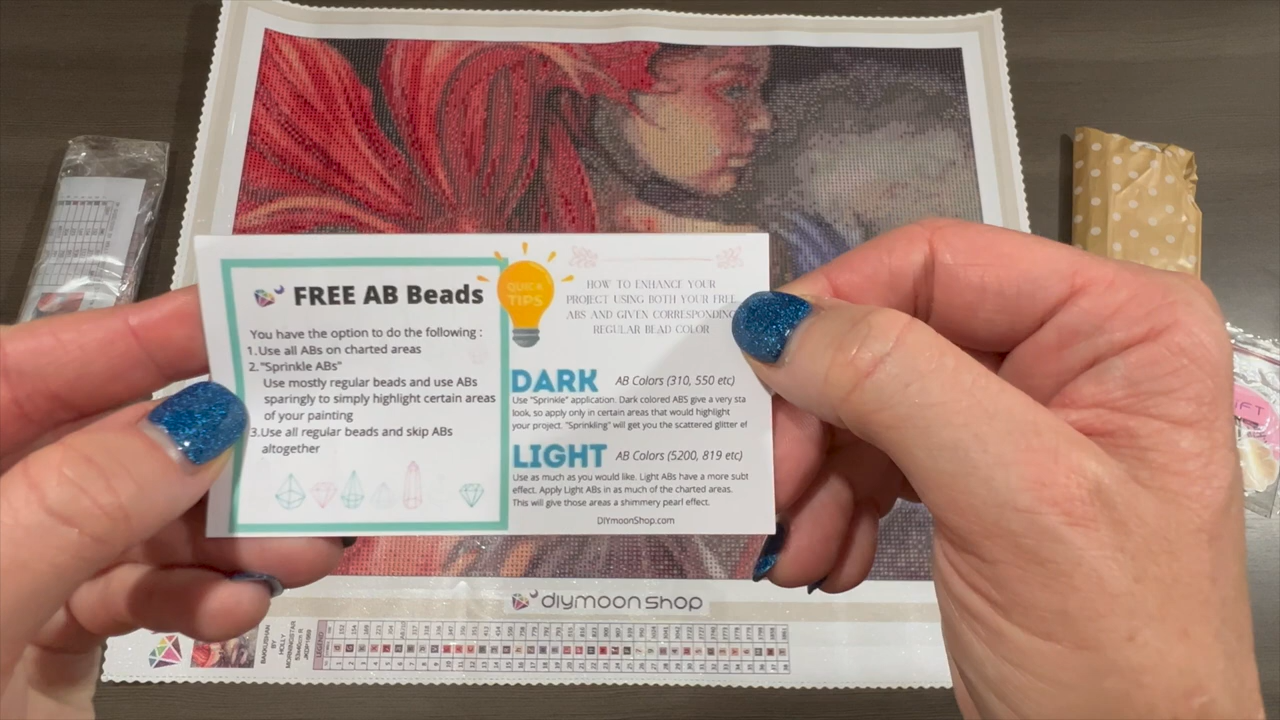 FREE AB Beads
You have the option to do the following :
1. Use all ABs on charted areas
2. "Sprinkle ABs"
Use mostly regular beads and use ABs
sparingly to simply highlight certain areas
of your painting
3. Use all regular beads and skip ABs
altogether
QUICK
TIPS
HOW TO ENHANCE YOUR
PROJECT USING BOTH YOUR FREE
ABS AND GIVEN CORRESPONDING
REGULAR BEAD COLOR
DARK AB Colors (310, 550 etc)
Use "Sprinkle" application. Dark colored ABS give a very sta
look, so apply only in certain areas that would highlight
your project. "Sprinkling" will get you the scattered glitter ef
LIGHT AB Colors (5200, 819 etc)
Use as much as you would like. Light ABs have a more subt
effect. Apply Light ABs in as much of the charted areas.
This will give those areas a shimmery pearl effect.
DIYmoonShop.com
diymoonshop
BY
HOLLY